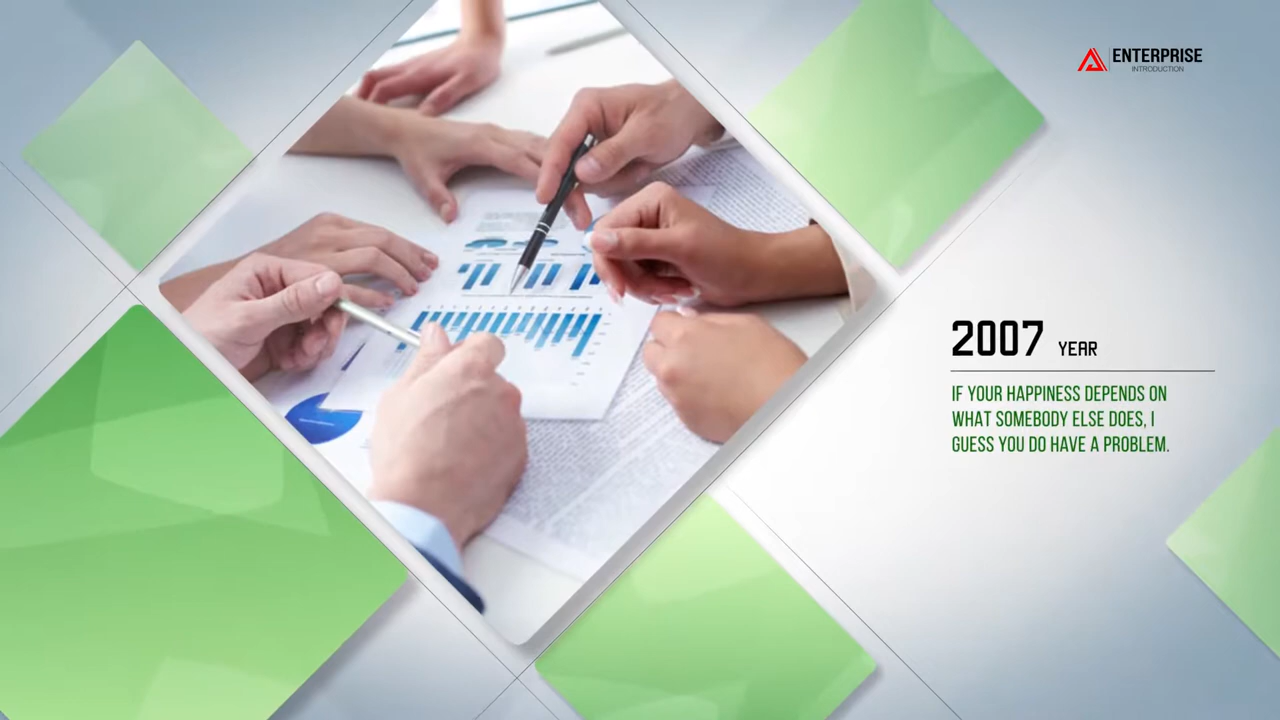 ENTERPRISE
INTRODUCTION
2007 YEAR
IF YOUR HAPPINESS DEPENDS ON
WHAT SOMEBODY ELSE DOES, I
GUESS YOU DO HAVE A PROBLEM.